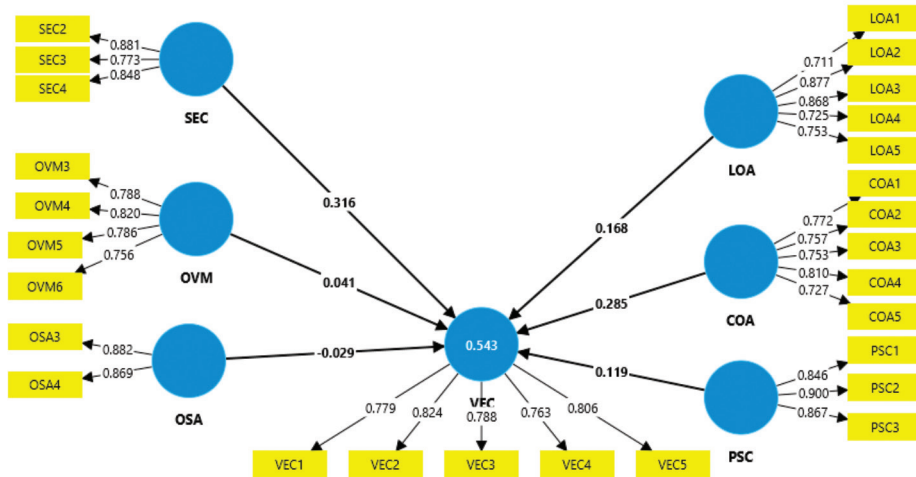 SEC2
SEC3
SEC4
0.881
0.773
0.848
SEC
OVM3
OVM4
OVM5
OVM6
0.788
0.820
0.786
0.756
OVM
OSA3
OSA4
0.882
0.869
OSA
0.316
0.041
-0.029
0.543
VEC
0.779
0.824
0.788
0.763
0.806
VEC1
VEC2
VEC3
VEC4
VEC5
0.168
0.285
0.119
LOA
0.711
0.877
0.868
0.725
0.753
LOA1
LOA2
LOA3
LOA4
LOA5
COA
0.772
0.757
0.753
0.810
0.727
COA1
COA2
COA3
COA4
COA5
PSC
0.846
0.900
0.867
PSC1
PSC2
PSC3